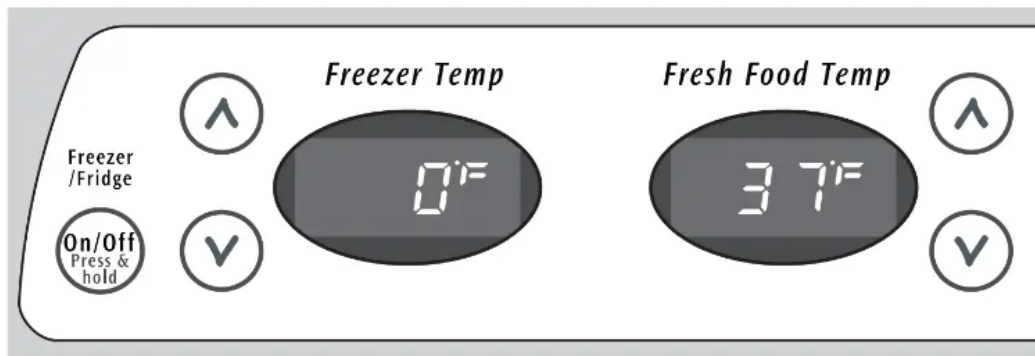 Freezer Temp
Fresh Food Temp
Freezer
/Fridge
0°F
37°F
On/Off
Press &
hold